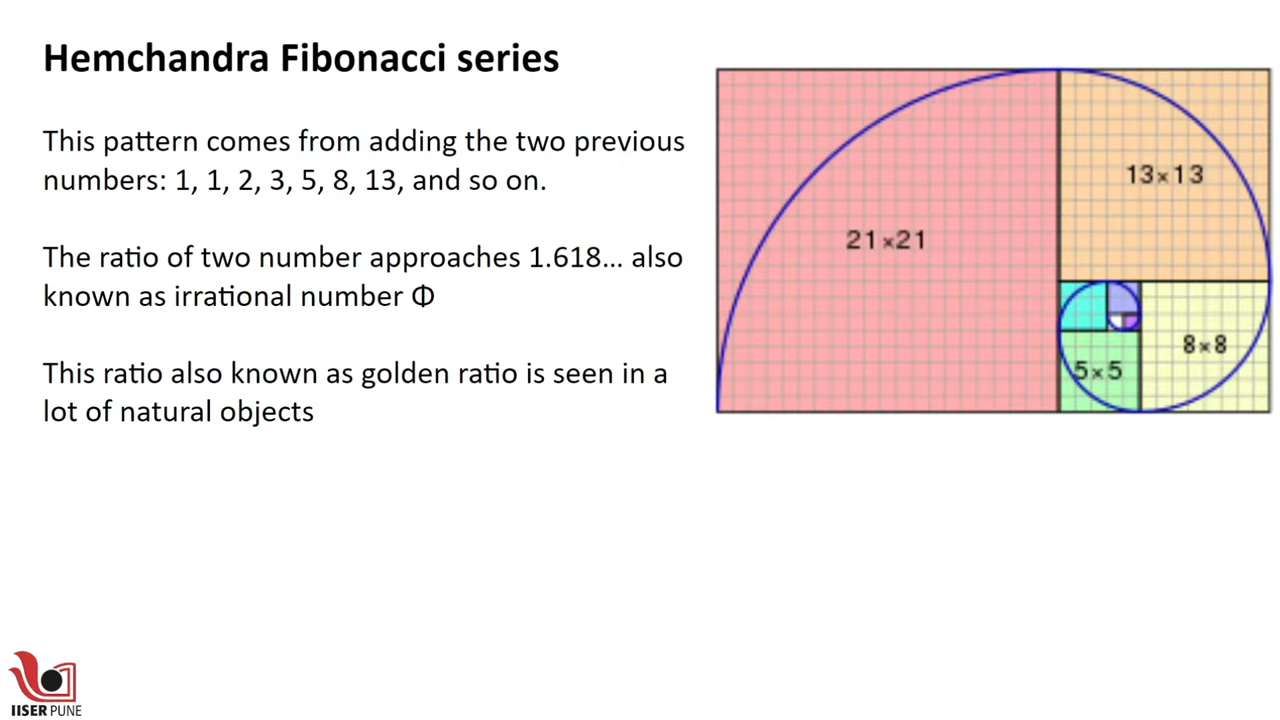 Hemchandra Fibonacci series
This pattern comes from adding the two previous
numbers: 1, 1, 2, 3, 5, 8, 13, and so on.
The ratio of two number approaches 1.618... also
known as irrational number Φ
This ratio also known as golden ratio is seen in a
lot of natural objects
21×21
13×13
8×8
5×5
IISER PUNE